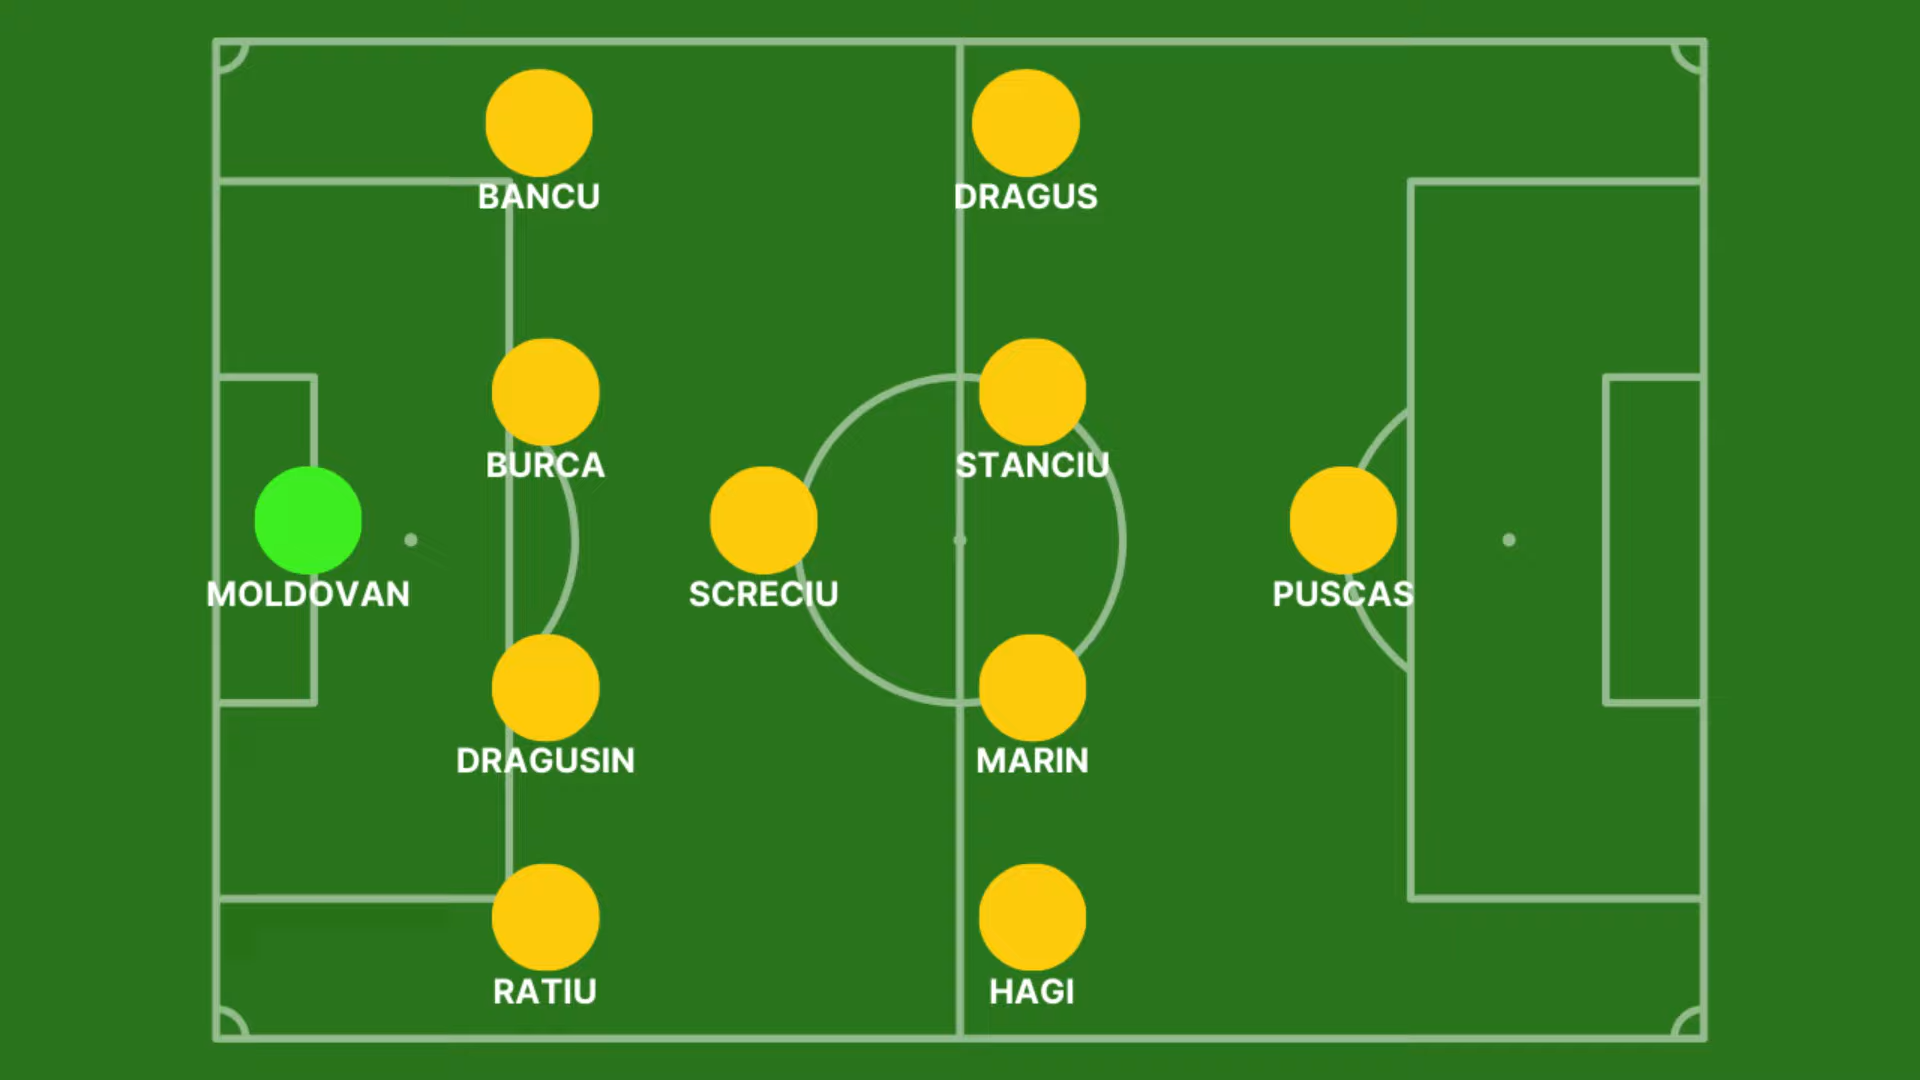 BANCU
DRAGUS
BURCA
STANCIU
MOLDOVAN
SCRECIU
PUSCAS
DRAGUSIN
MARIN
RATIU
HAGI